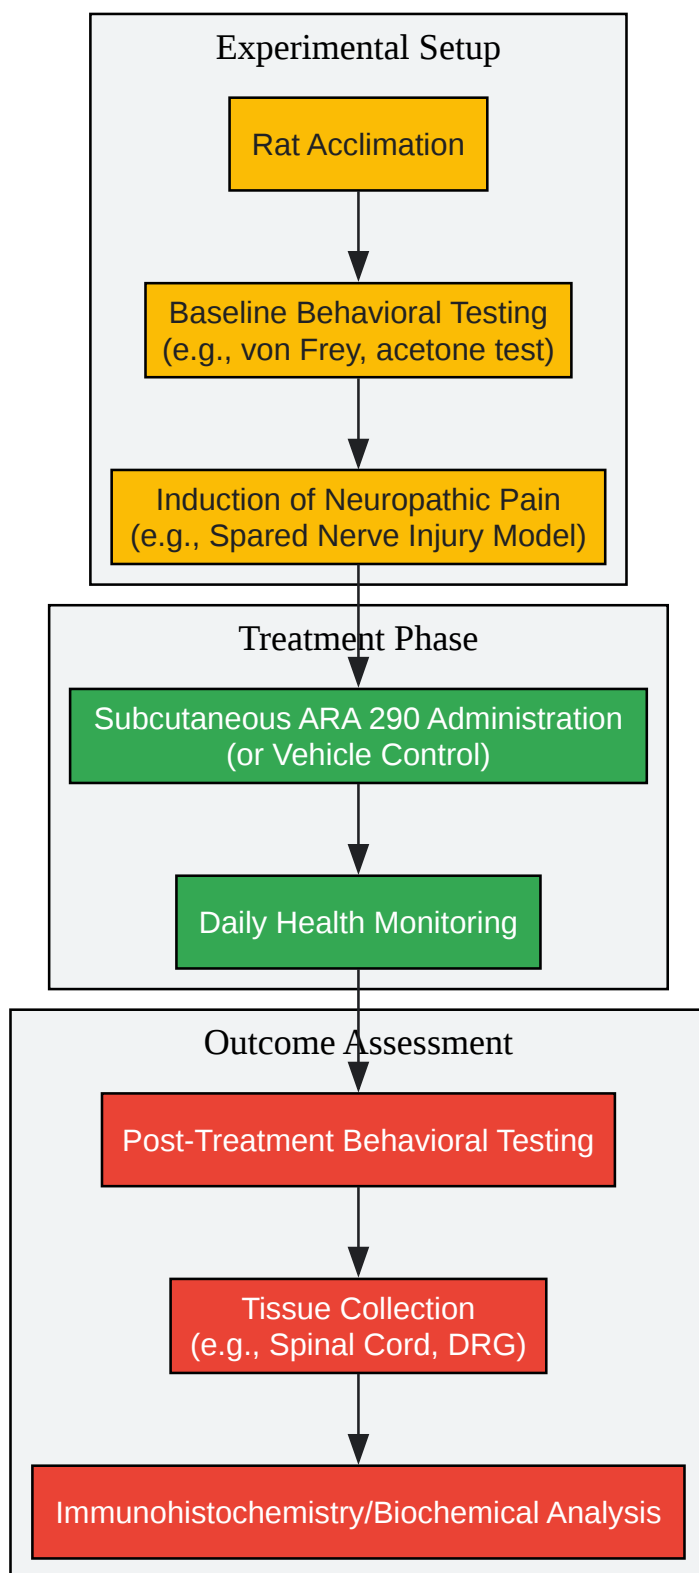 Experimental Setup
Rat Acclimation
Baseline Behavioral Testing
(e.g., von Frey, acetone test)
Induction of Neuropathic Pain
(e.g., Spared Nerve Injury Model)
Treatment Phase
Subcutaneous ARA 290 Administration
(or Vehicle Control)
Daily Health Monitoring
Outcome Assessment
Post-Treatment Behavioral Testing
Tissue Collection
(e.g., Spinal Cord, DRG)
Immunohistochemistry/Biochemical Analysis